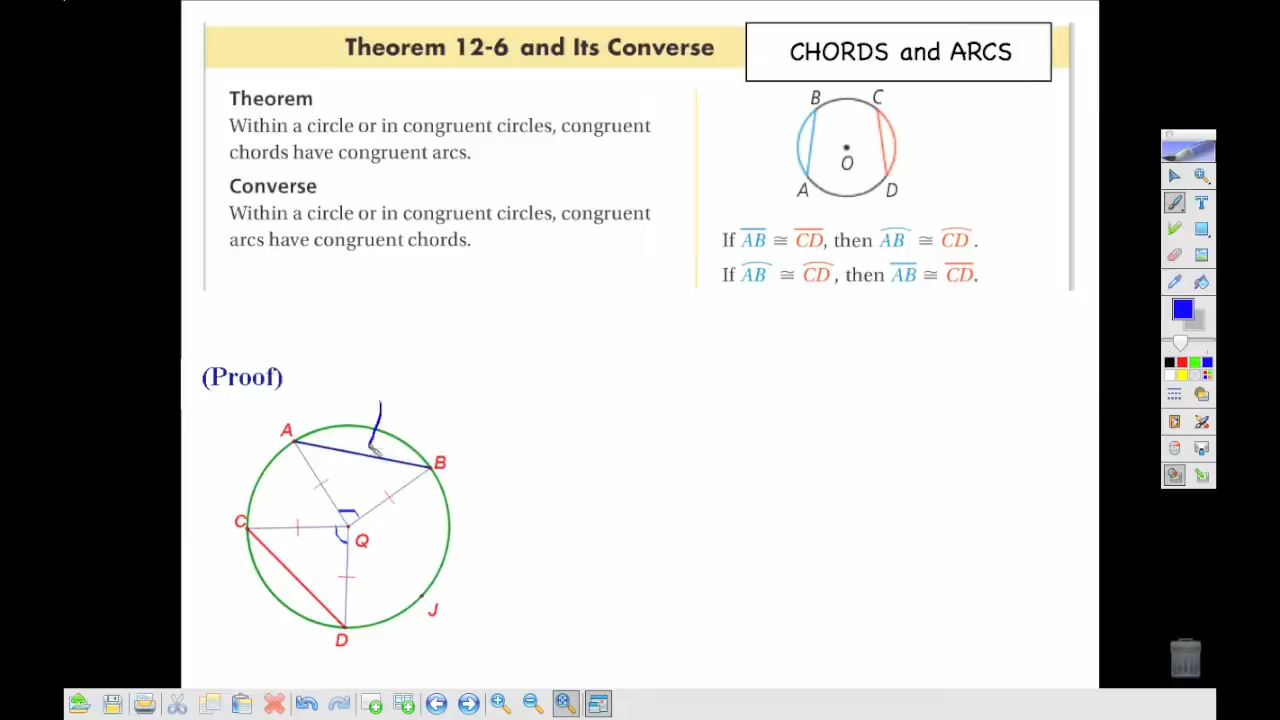 Theorem 12-6 and Its Converse
CHORDS and ARCS
Theorem
Within a circle or in congruent circles, congruent
chords have congruent arcs.
Converse
Within a circle or in congruent circles, congruent
arcs have congruent chords.
B C
O
A D
If AB ≅ CD, then AB ≅ CD.
If AB ≅ CD, then AB ≅ CD.
(Proof)
A
B
C
Q
J
D
T